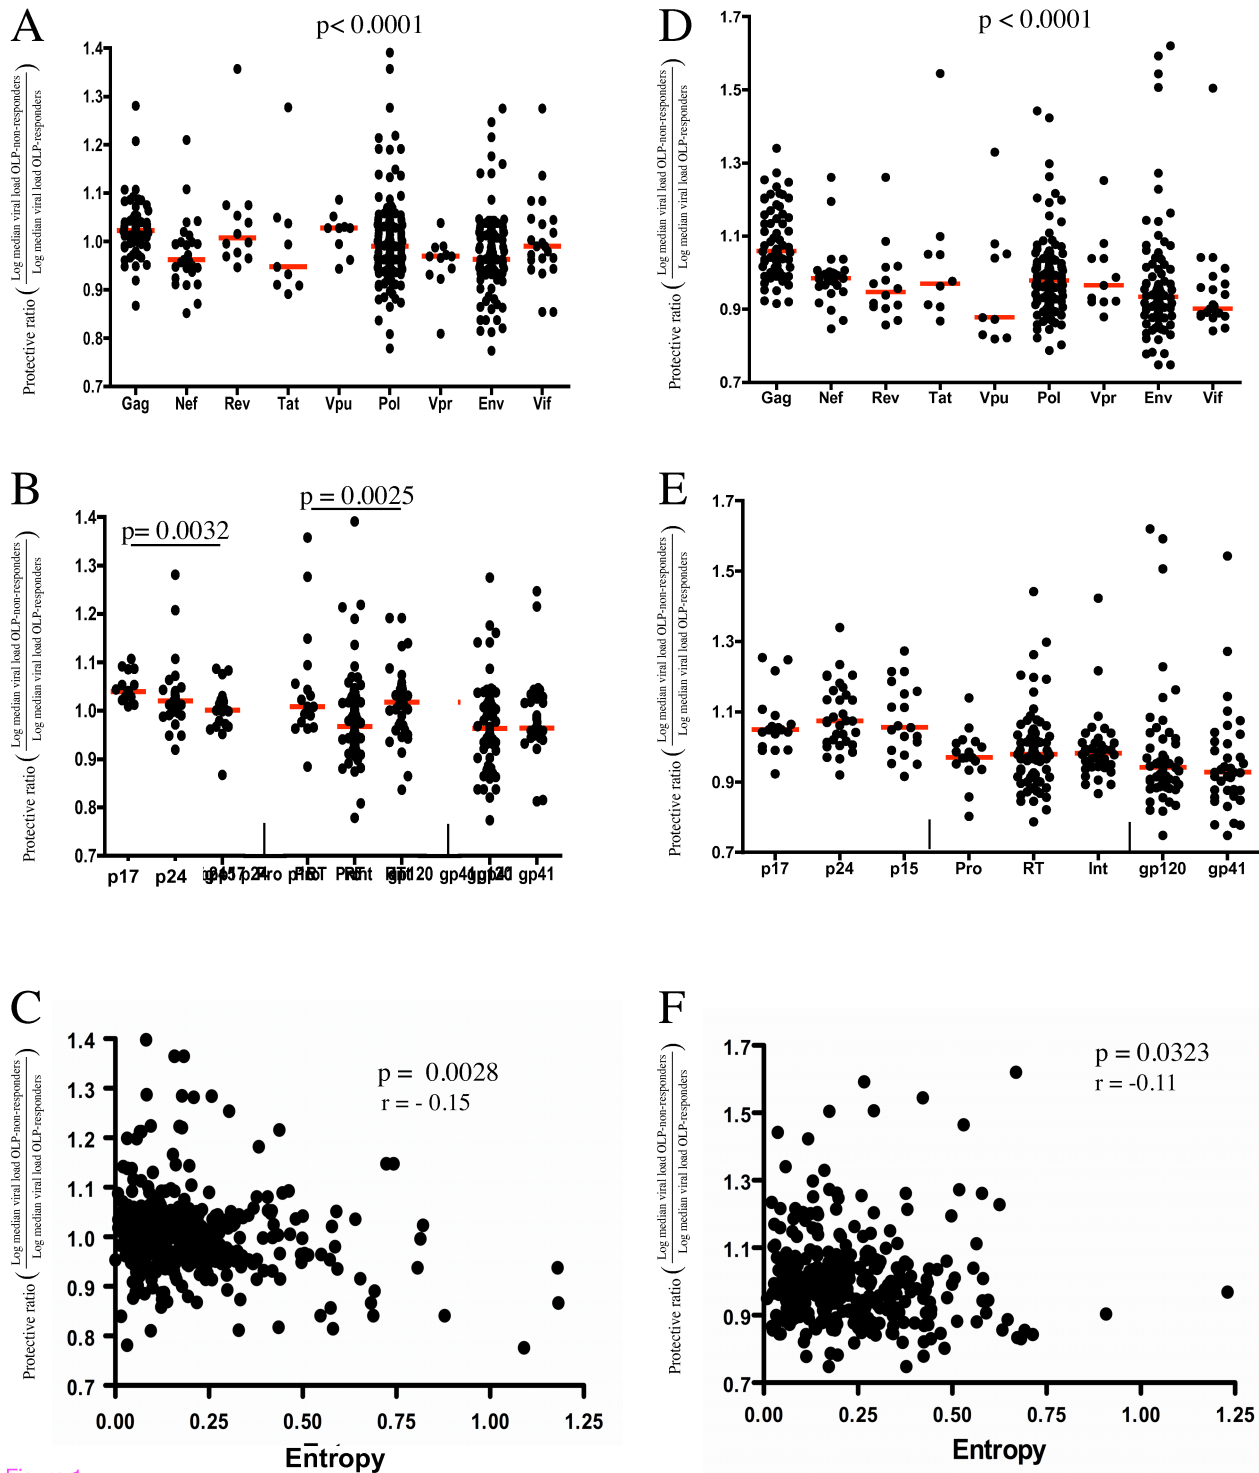 A
p< 0.0001
Protective ratio ( Log median viral load OLP-non-responders / Log median viral load OLP-responders )
1.4
1.3
1.2
1.1
1.0
0.9
0.8
0.7
Gag Nef Rev Tat Vpu Pol Vpr Env Vif
D
p < 0.0001
Protective ratio ( Log median viral load OLP-non-responders / Log median viral load OLP-responders )
1.7
1.5
1.3
1.1
0.9
0.7
Gag Nef Rev Tat Vpu Pol Vpr Env Vif
B
p = 0.0025
p= 0.0032
Protective ratio ( Log median viral load OLP-non-responders / Log median viral load OLP-responders )
1.4
1.3
1.2
1.1
1.0
0.9
0.8
0.7
p17 p24 gp41
E
Protective ratio ( Log median viral load OLP-non-responders / Log median viral load OLP-responders )
1.7
1.5
1.3
1.1
0.9
0.7
p17 p24 p15 Pro RT Int gp120 gp41
C
p = 0.0028
r = - 0.15
Protective ratio ( Log median viral load OLP-non-responders / Log median viral load OLP-responders )
1.4
1.3
1.2
1.1
1.0
0.9
0.8
0.7
0.00 0.25 0.50 0.75 1.00 1.25
Entropy
F
p = 0.0323
r = -0.11
Protective ratio ( Log median viral load OLP-non-responders / Log median viral load OLP-responders )
1.7
1.5
1.3
1.1
0.9
0.7
0.00 0.25 0.50 0.75 1.00 1.25
Entropy